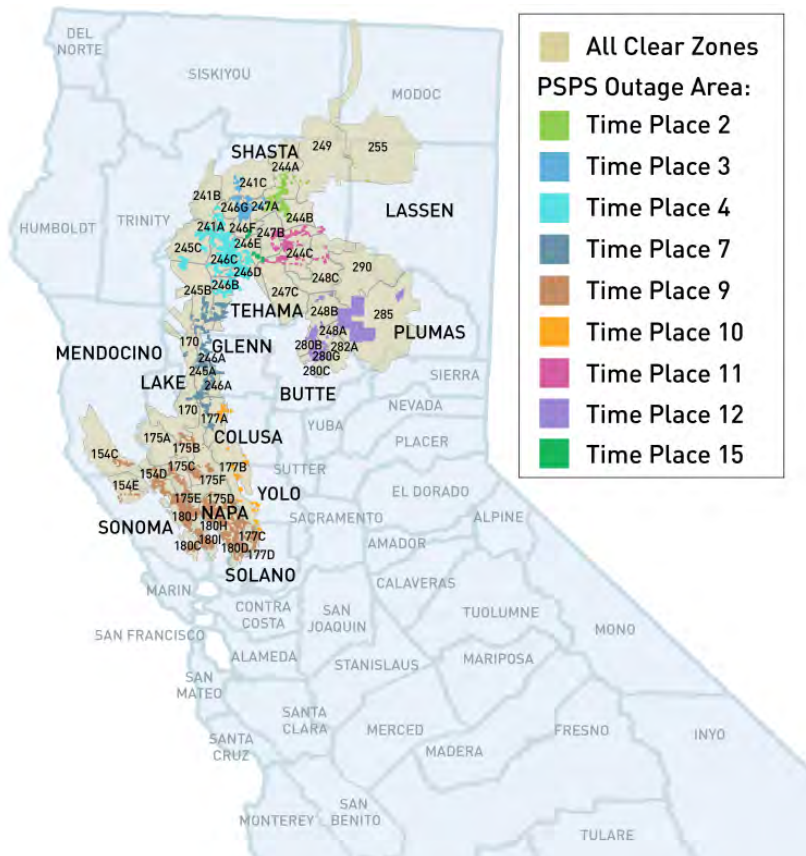 DEL
NORTE
SISKIYOU
MODOC
SHASTA
249
255
244A
241C
241B
246G
247A
HUMBOLDT
TRINITY
LASSEN
244B
241A
246F
247B
245C
246E
244C
246C
246D
290
248C
245B
246B
247C
TEHAMA
248B
285
248A
PLUMAS
MENDOCINO
170
GLENN
280B
282A
246A
280G
245A
280C
LAKE
246A
BUTTE
SIERRA
170
177A
NEVADA
COLUSA
YUBA
PLACER
175A
175B
154C
175C
177B
SUTTER
154D
175F
154E
EL DORADO
175E
175D
YOLO
NAPA
SACRAMENTO
ALPINE
SONOMA
180J
180H
180I
177C
AMADOR
180C
180D
177D
SOLANO
CALAVERAS
MARIN
CONTRA
COSTA
SAN
JOAQUIN
TUOLUMNE
MONO
SAN FRANCISCO
ALAMEDA
STANISLAUS
MARIPOSA
SAN
MATEO
SANTA
CLARA
MERCED
FRESNO
INYO
SANTA
CRUZ
MADERA
MONTEREY
SAN
BENITO
TULARE
All Clear Zones
PSPS Outage Area:
Time Place 2
Time Place 3
Time Place 4
Time Place 7
Time Place 9
Time Place 10
Time Place 11
Time Place 12
Time Place 15